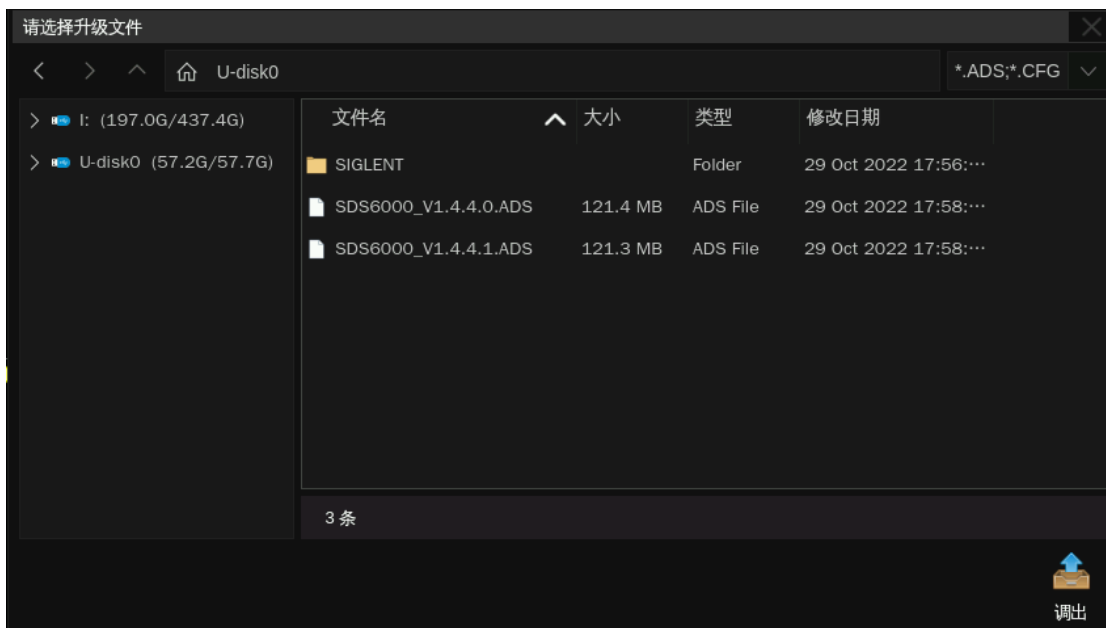 请选择升级文件
U-disk0 *.ADS;*.CFG
I: (197.0G/437.4G)
U-disk0 (57.2G/57.7G)
文件名 大小 类型 修改日期
SIGLENT Folder 29 Oct 2022 17:56:···
SDS6000_V1.4.4.0.ADS 121.4 MB ADS File 29 Oct 2022 17:58:···
SDS6000_V1.4.4.1.ADS 121.3 MB ADS File 29 Oct 2022 17:58:···
3 条
调出